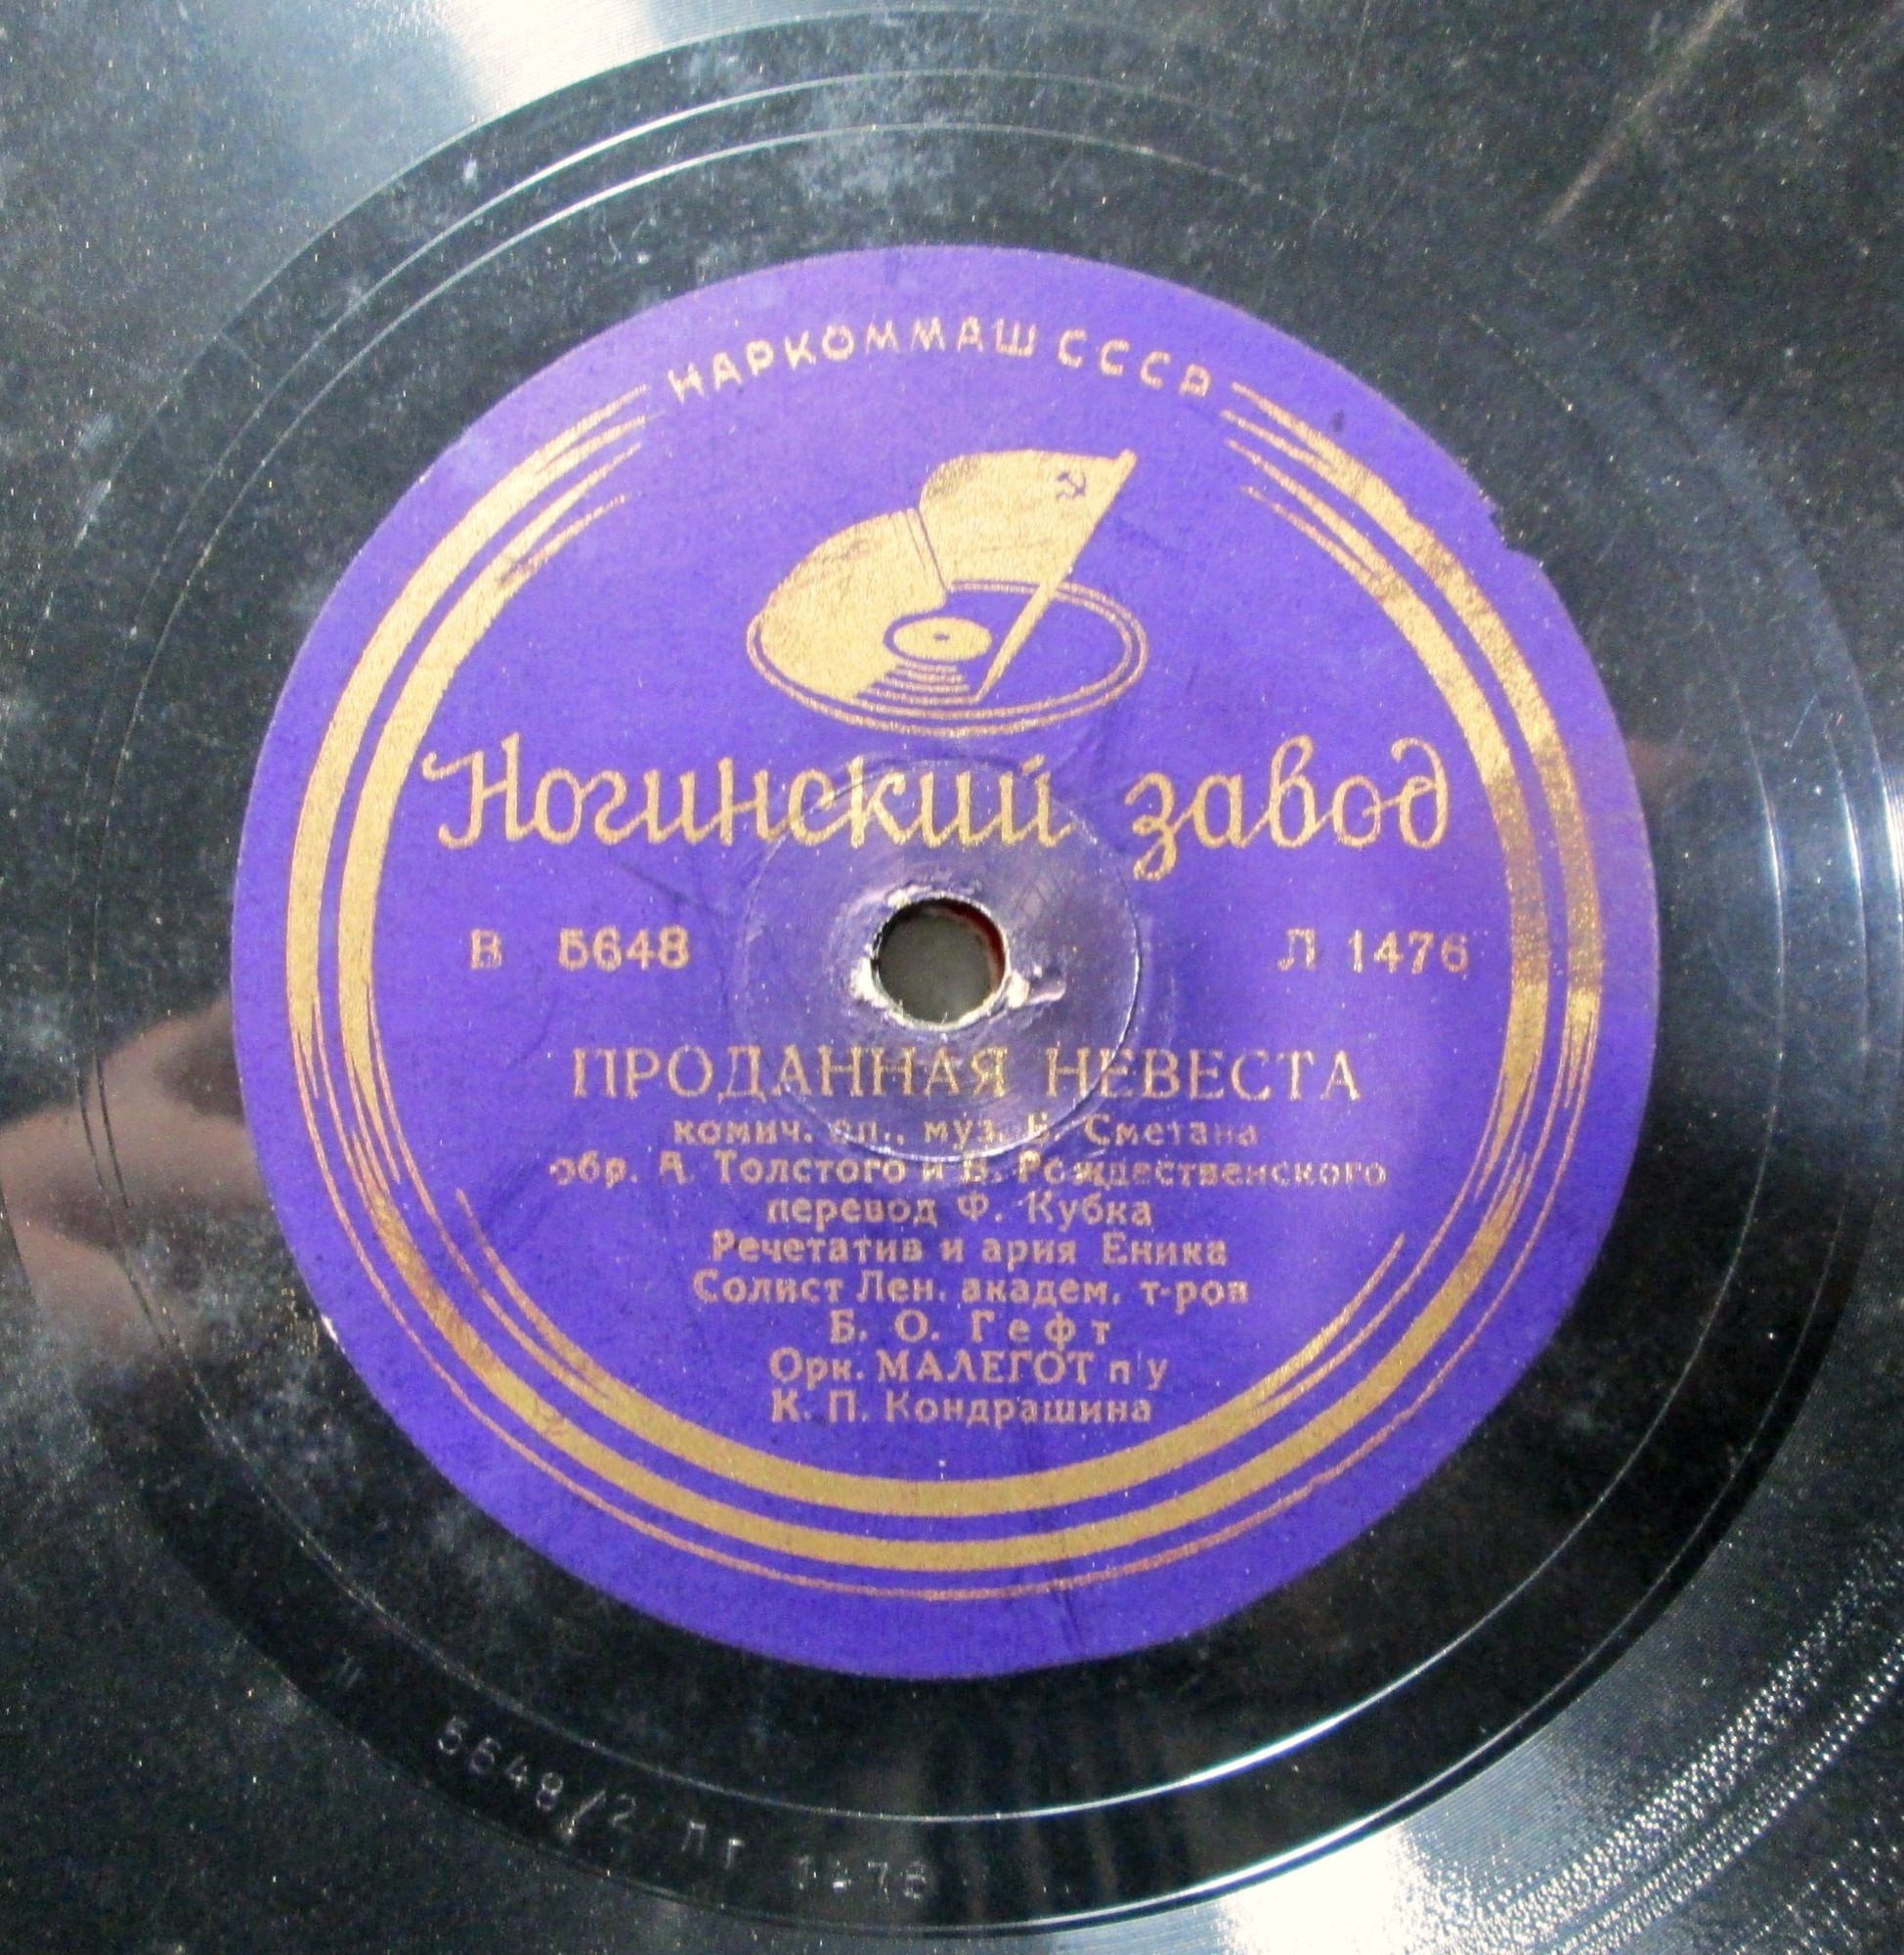 НАРКОММАШ СССР
Ногинский завод
В 5648 Л 1476
ПРОДАННАЯ НЕВЕСТА
комич. оп., муз. Б. Сметана
обр. А. Толстого и В. Рождественского
перевод Ф. Кубка
Речетатив и ария Еника
Солист Лен. академ. т-ров
Б. О. Гефт
Орк. МАЛЕГОТ п/у
К. П. Кондрашина
5648/2 ЛГ 1476